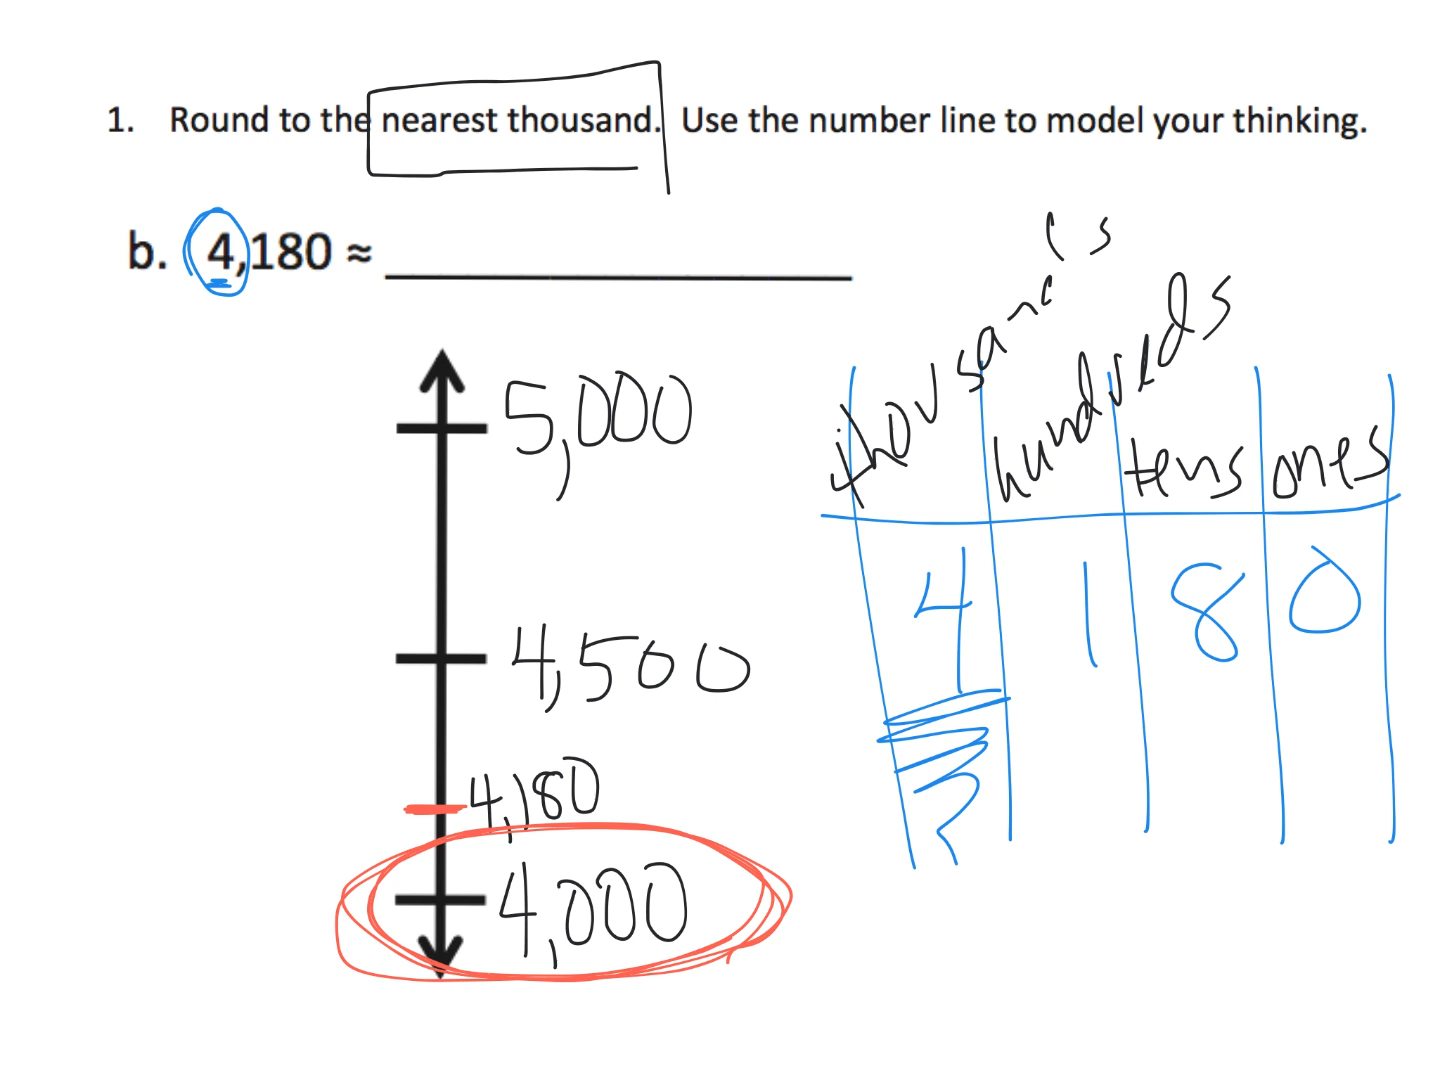 1. Round to the nearest thousand. Use the number line to model your thinking.
b. 4,180 ≈
5,000
4,500
4,180
4,000
thousands hundreds tens ones
4 1 8 0